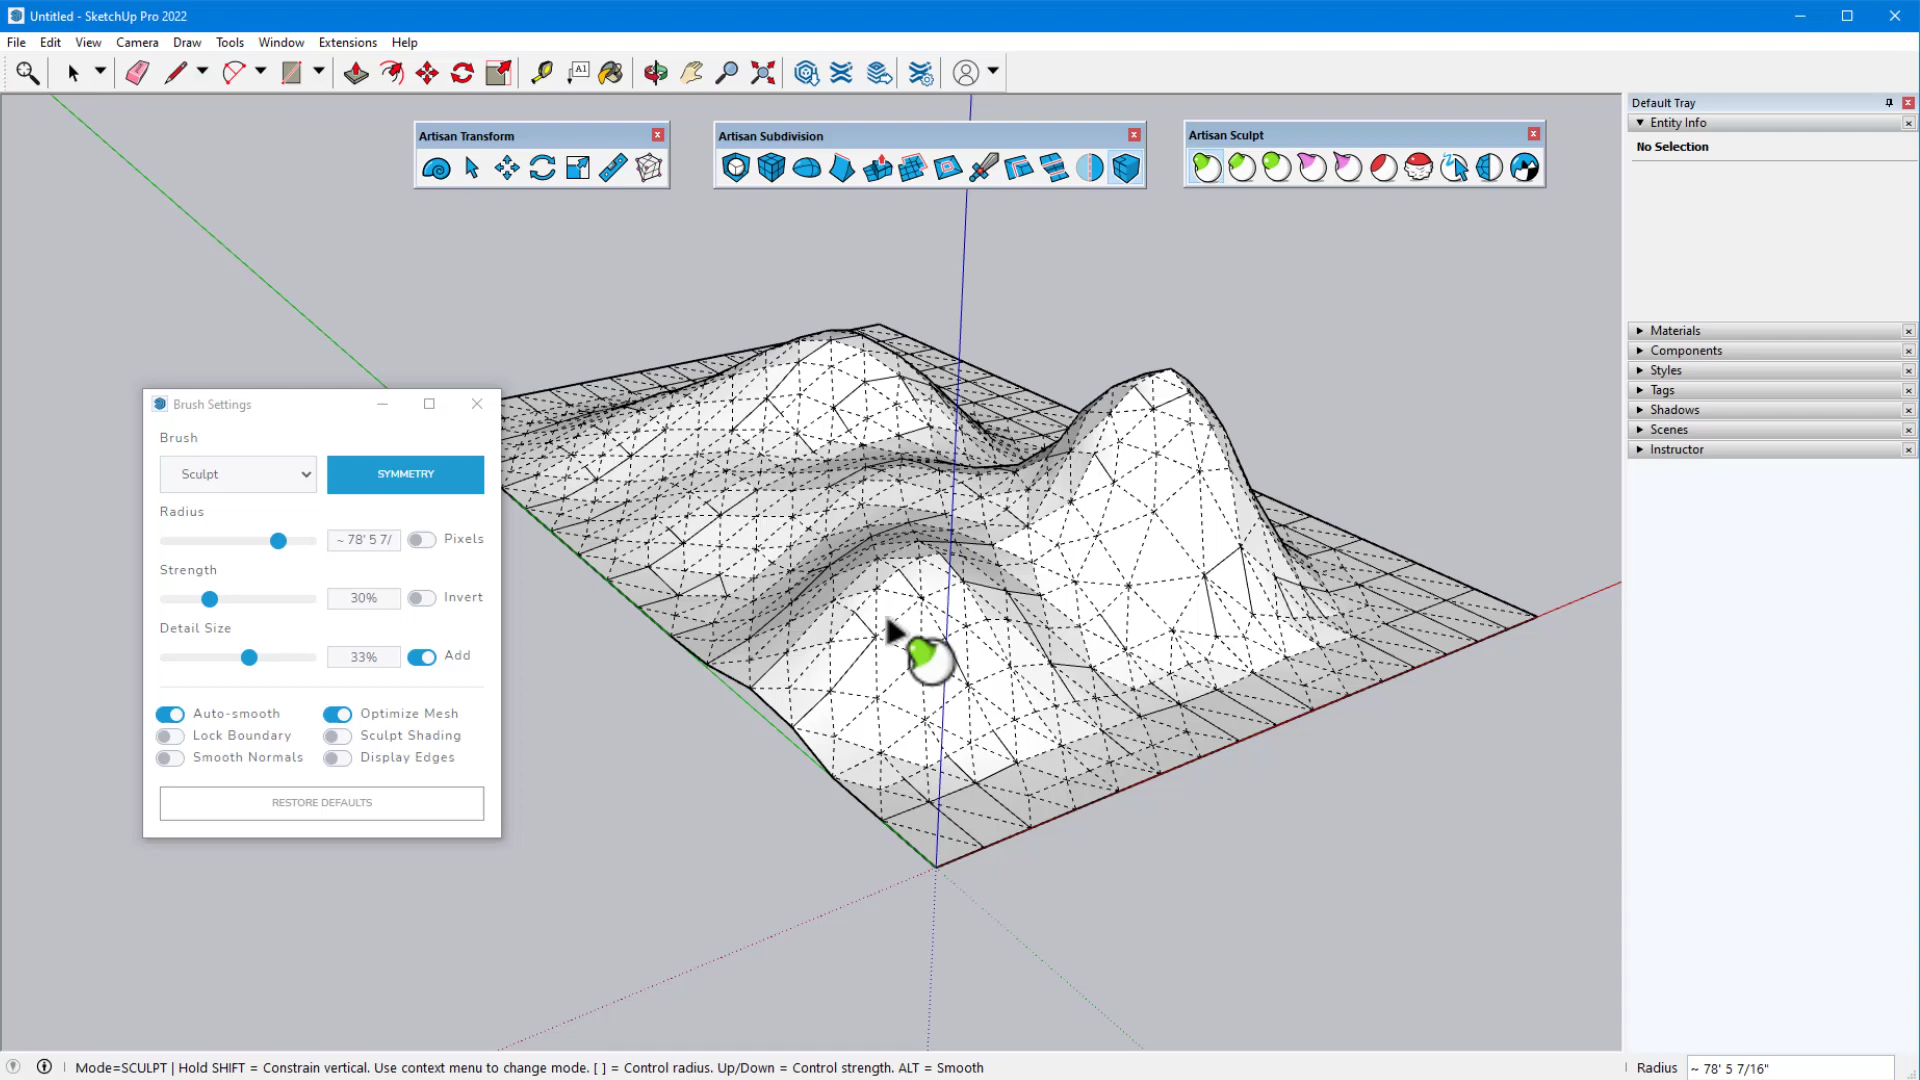 Untitled - SketchUp Pro 2022
File Edit View Camera Draw Tools Window Extensions Help
A1
Default Tray
Entity Info
No Selection
Artisan Transform
Artisan Subdivision
Artisan Sculpt
Materials
Components
Styles
Tags
Shadows
Scenes
Instructor
Brush Settings
Brush
Sculpt SYMMETRY
Radius
~ 78' 5 7/ Pixels
Strength
30% Invert
Detail Size
33% Add
Auto-smooth Optimize Mesh
Lock Boundary Sculpt Shading
Smooth Normals Display Edges
RESTORE DEFAULTS
Mode=SCULPT | Hold SHIFT = Constrain vertical. Use context menu to change mode. [ ] = Control radius. Up/Down = Control strength. ALT = Smooth
Radius ~ 78' 5 7/16"